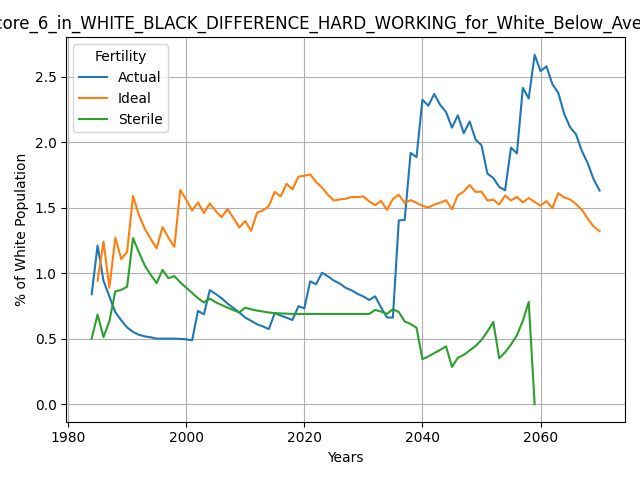 core_6_in_WHITE_BLACK_DIFFERENCE_HARD_WORKING_for_White_Below_Ave
Fertility
Actual
Ideal
Sterile
% of White Population
2.5
2.0
1.5
1.0
0.5
0.0
1980 2000 2020 2040 2060
Years